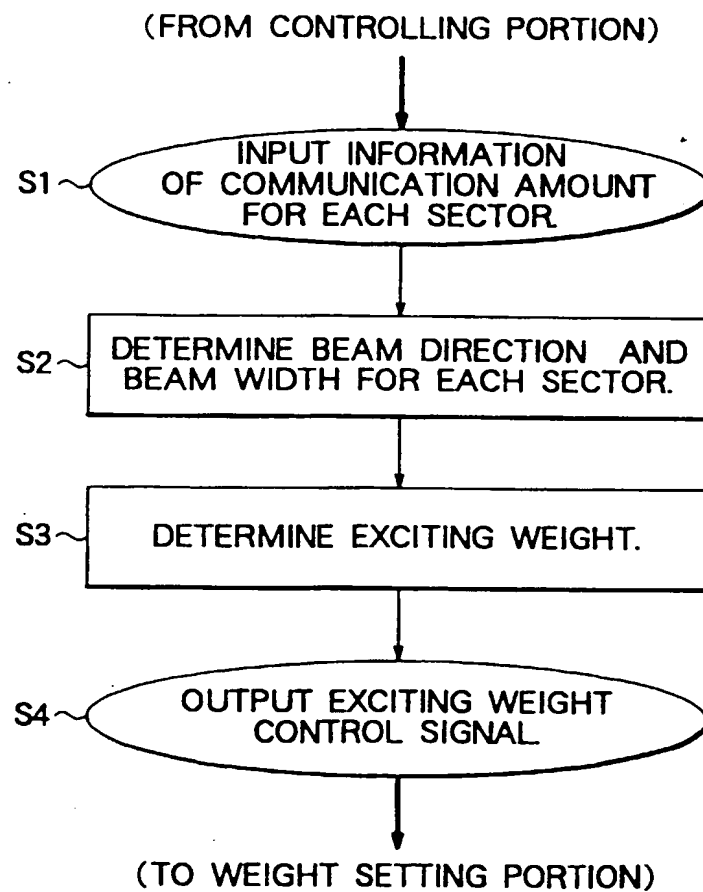 (FROM CONTROLLING PORTION)
S1
INPUT INFORMATION
OF COMMUNICATION AMOUNT
FOR EACH SECTOR.
S2
DETERMINE BEAM DIRECTION AND
BEAM WIDTH FOR EACH SECTOR.
S3
DETERMINE EXCITING WEIGHT.
S4
OUTPUT EXCITING WEIGHT
CONTROL SIGNAL.
(TO WEIGHT SETTING PORTION)